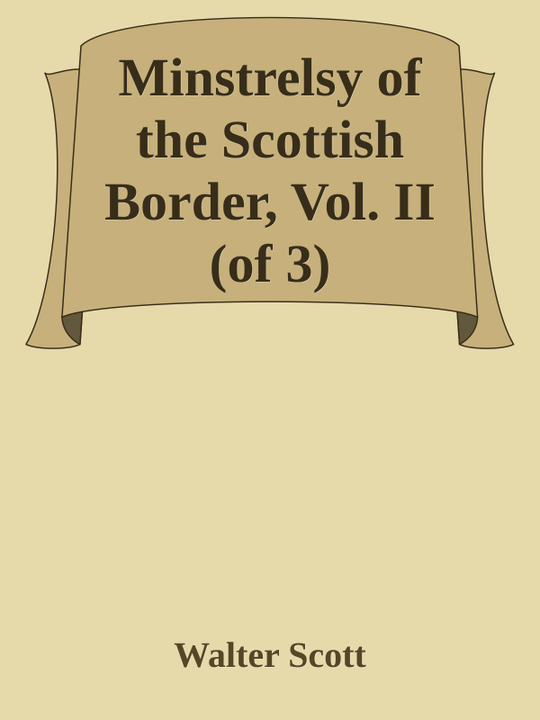 Minstrelsy of
the Scottish
Border, Vol. II
(of 3)
Walter Scott